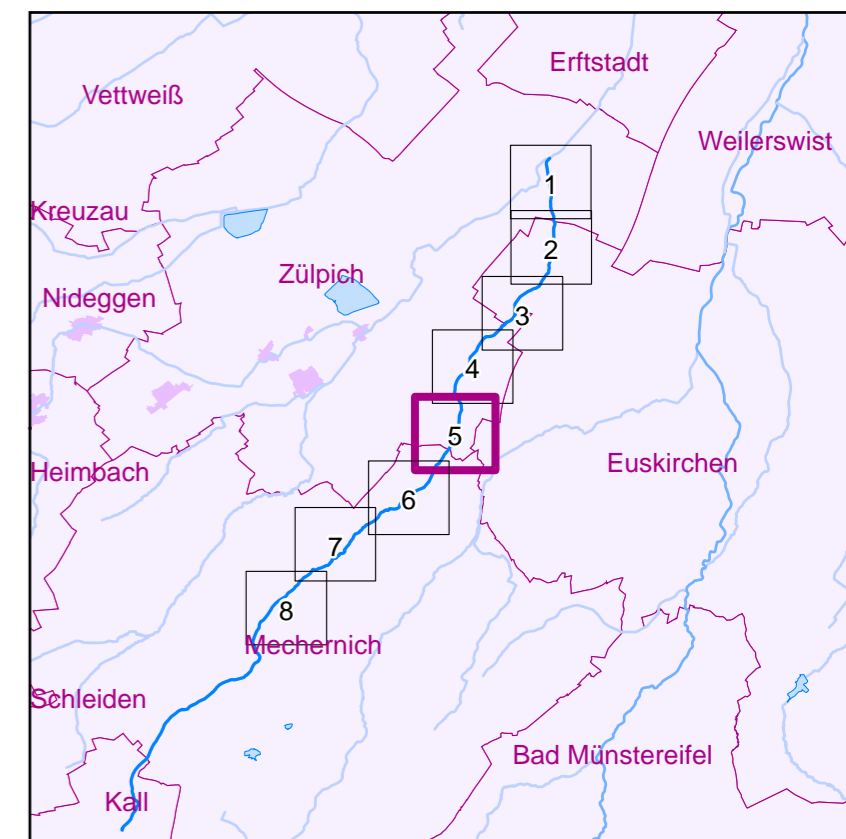 Erftstadt
Vettweiß
Weilerswist
1
Kreuzau
2
Zülpich
Nideggen
3
4
5
Euskirchen
Heimbach
6
7
8
Mechernich
Schleiden
Bad Münstereifel
Kall